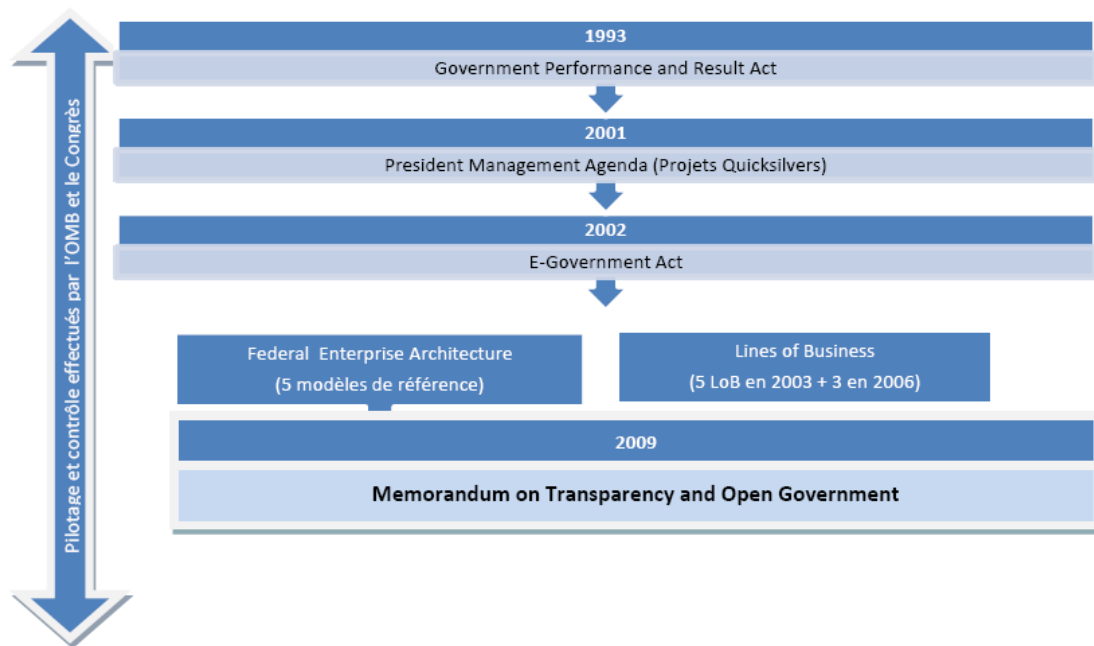 Pilotage et contrôle effectués par l'OMB et le Congrès
1993
Government Performance and Result Act
2001
President Management Agenda (Projets Quicksilvers)
2002
E-Government Act
Federal Enterprise Architecture
(5 modèles de référence)
Lines of Business
(5 LoB en 2003 + 3 en 2006)
2009
Memorandum on Transparency and Open Government